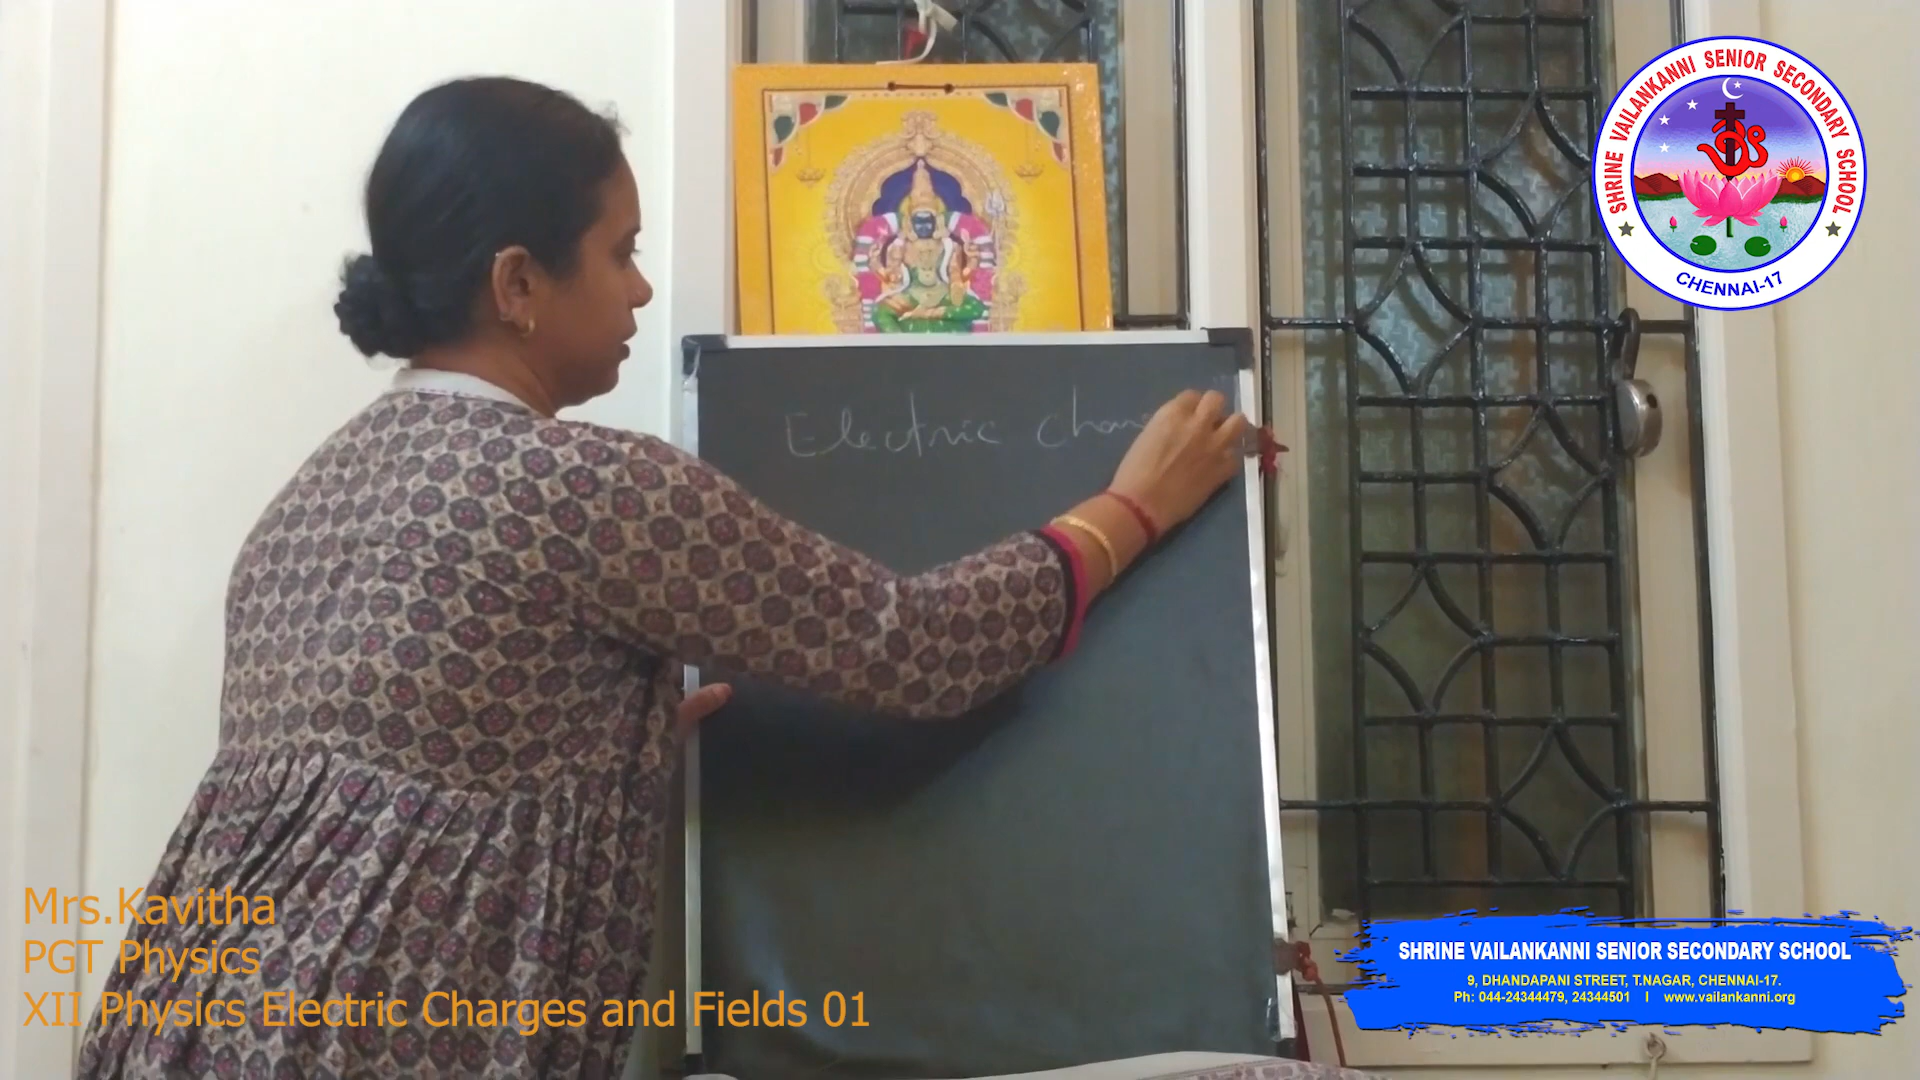 SHRINE VAILANKANNI SENIOR SECONDARY SCHOOL
CHENNAI-17
Electric
Mrs.Kavitha
PGT Physics
XII Physics Electric Charges and Fields 01
SHRINE VAILANKANNI SENIOR SECONDARY SCHOOL
9, DHANDAPANI STREET, T.NAGAR, CHENNAI-17.
Ph: 044-24344479, 24344501 I www.vailankanni.org